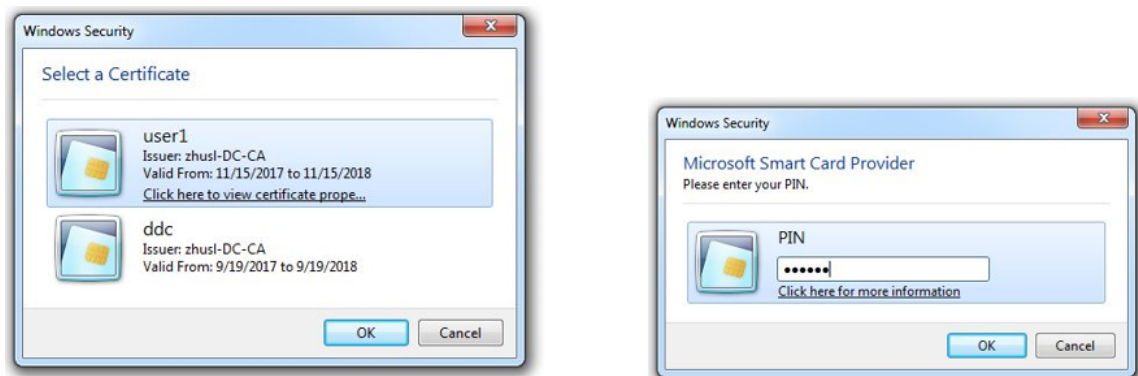 Windows Security
Select a Certificate
user1
Issuer: zhusl-DC-CA
Valid From: 11/15/2017 to 11/15/2018
Click here to view certificate prope...
ddc
Issuer: zhusl-DC-CA
Valid From: 9/19/2017 to 9/19/2018
OK
Cancel
Windows Security
Microsoft Smart Card Provider
Please enter your PIN.
PIN
••••••
Click here for more information
OK
Cancel